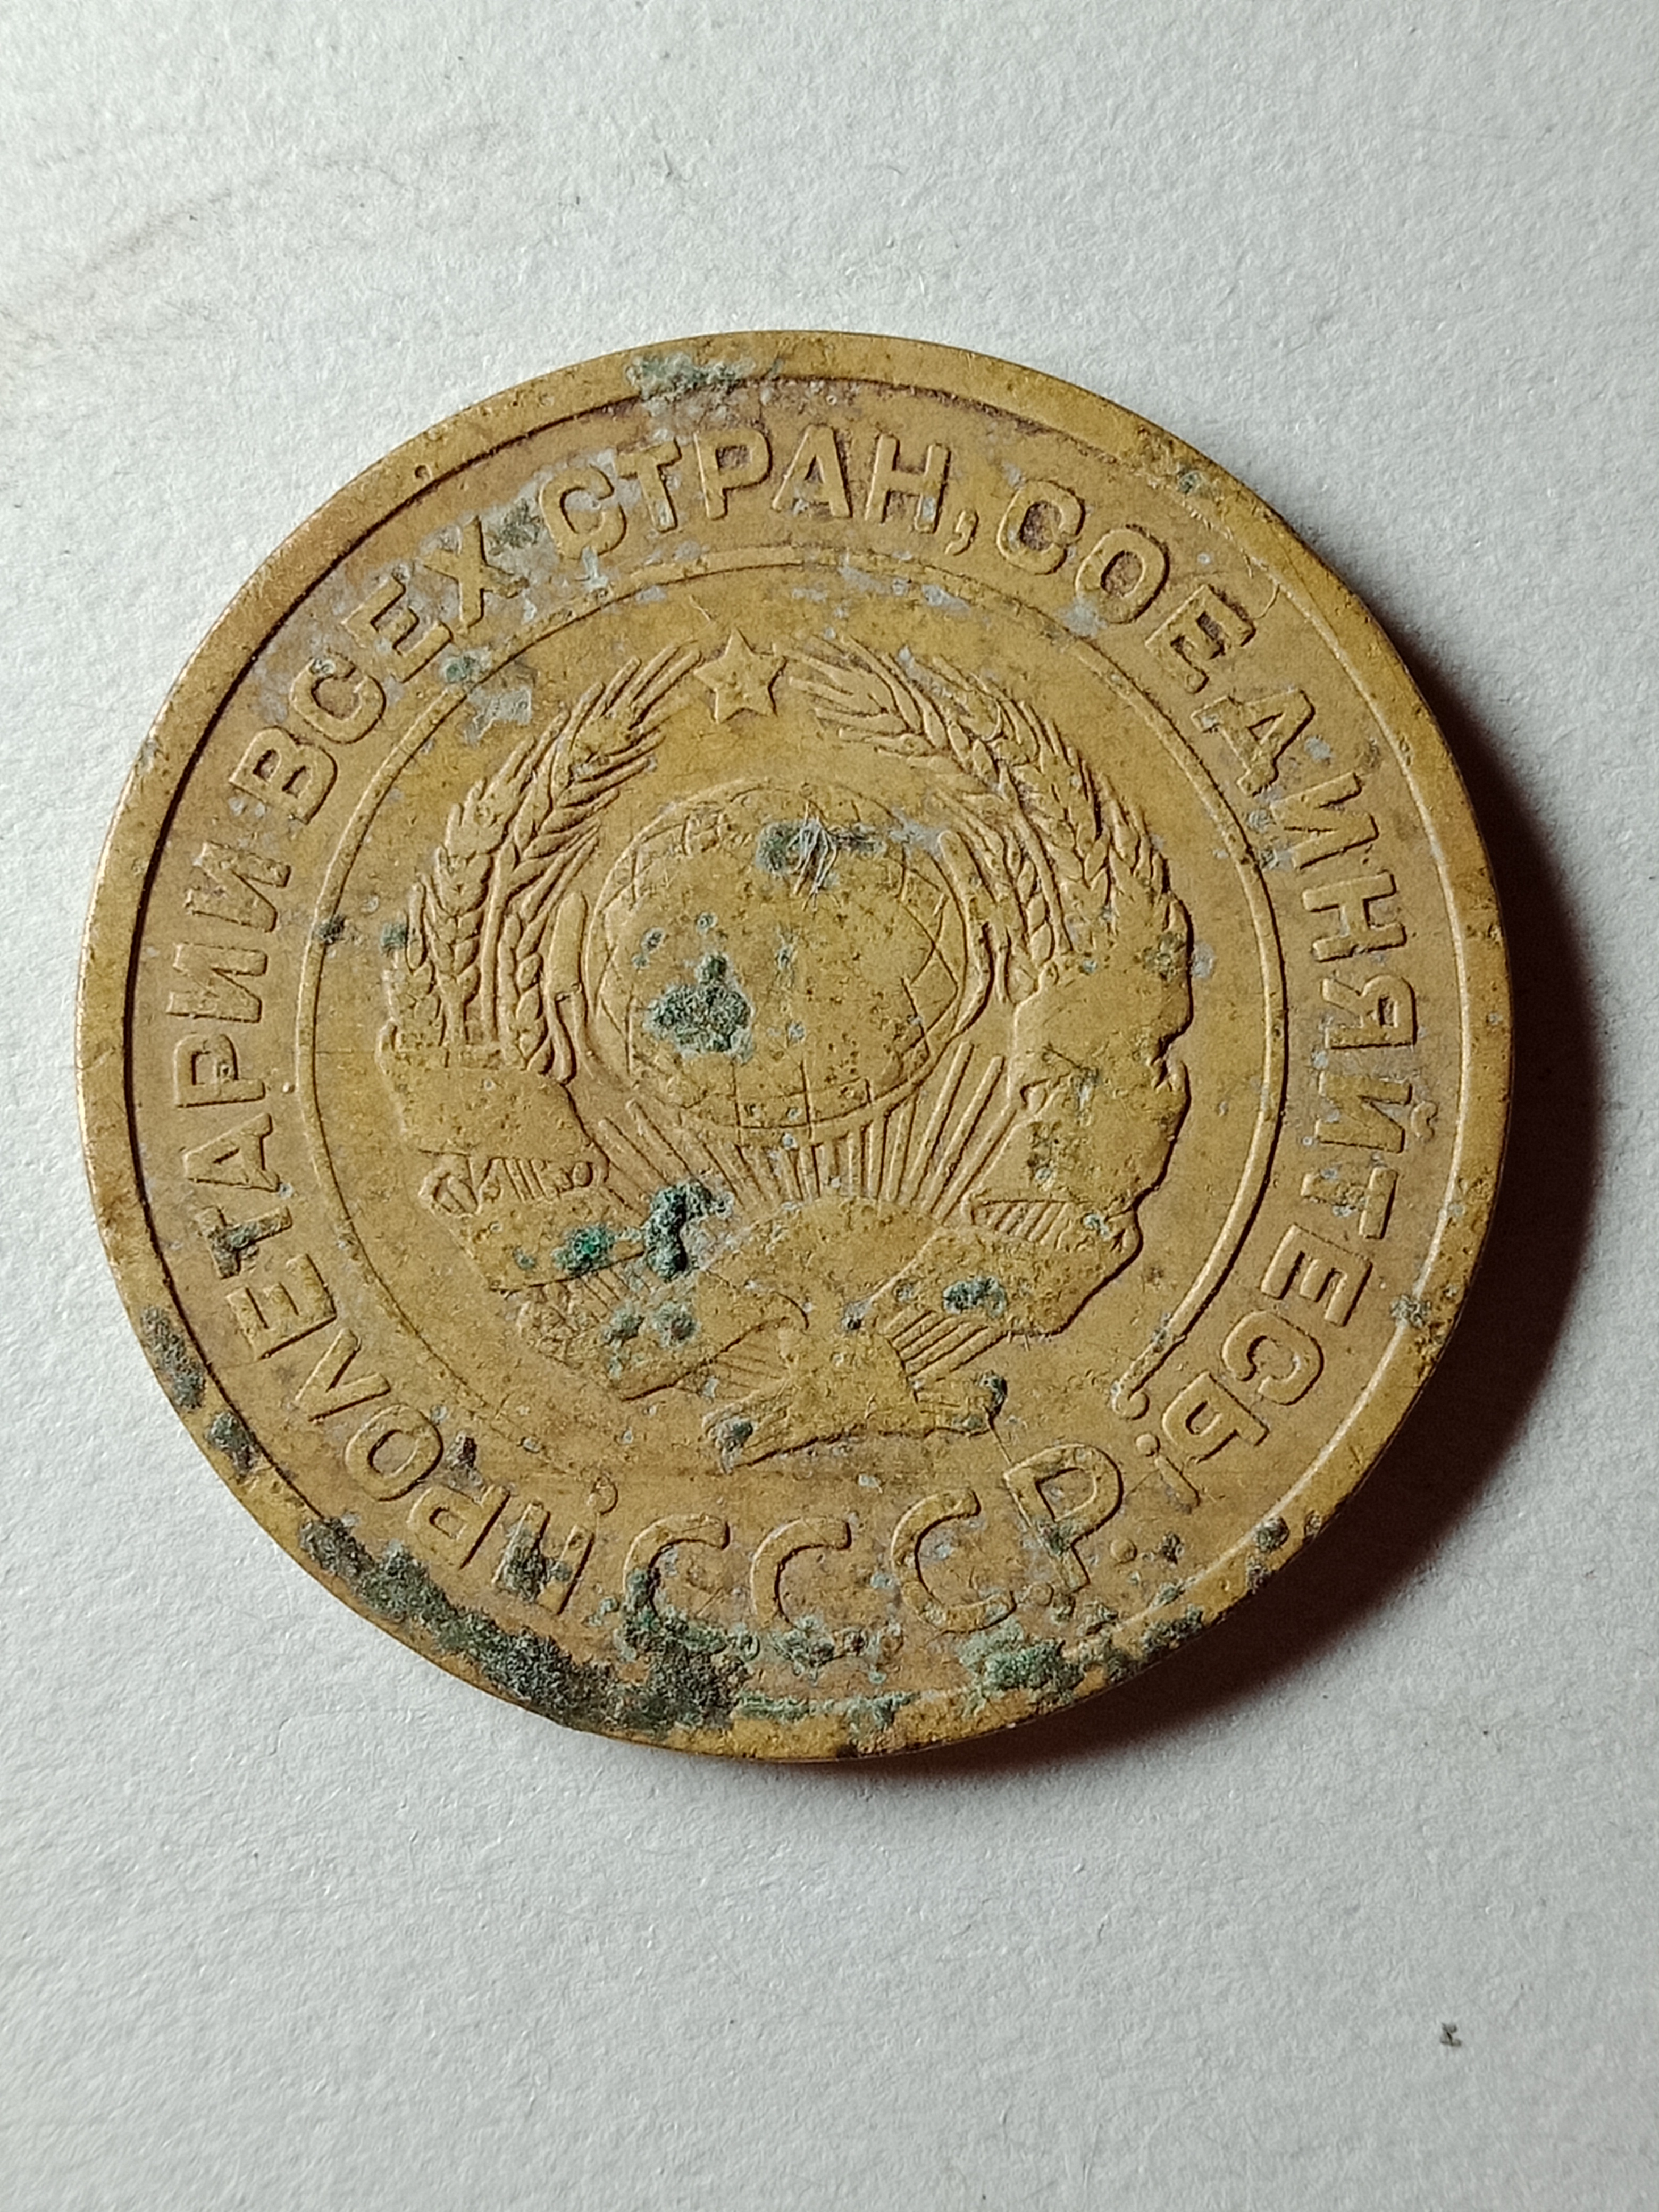 ПРОЛЕТАРИИ ВСЕХ СТРАН, СОЕДИНЯЙТЕСЬ!
С.С.С.Р.